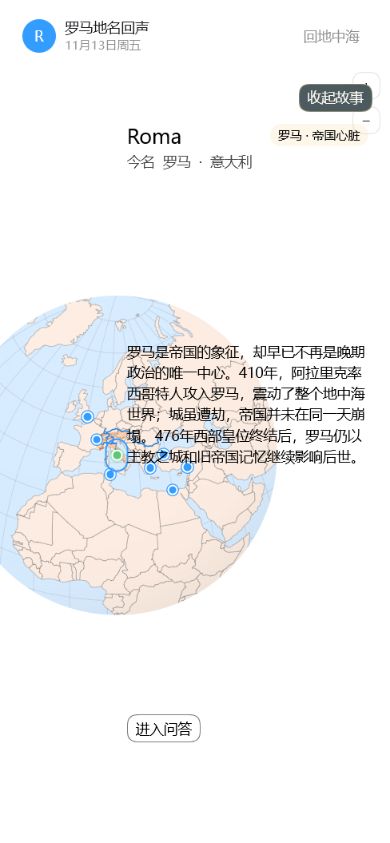 R
罗马地名回声
11月13日周五
回地中海
收起故事
−
Roma
罗马 · 帝国心脏
今名 罗马 · 意大利
罗马是帝国的象征，却早已不再是晚期
政治的唯一中心。410年，阿拉里克率
西哥特人攻入罗马，震动了整个地中海
世界；城虽遭劫，帝国并未在同一天崩
塌。476年西部皇位终结后，罗马仍以
主教之城和旧帝国记忆继续影响后世。
进入问答